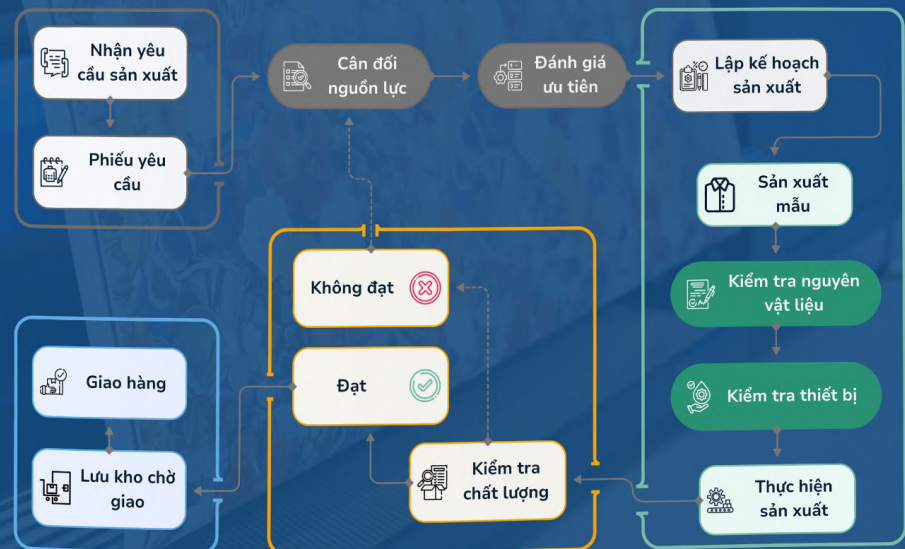 Nhận yêu
cầu sản xuất
Phiếu yêu
cầu
Cân đối
nguồn lực
Đánh giá
ưu tiên
Lập kế hoạch
sản xuất
Sản xuất
mẫu
Kiểm tra nguyên
vật liệu
Kiểm tra thiết bị
Thực hiện
sản xuất
Kiểm tra
chất lượng
Không đạt
Đạt
Lưu kho chờ
giao
Giao hàng